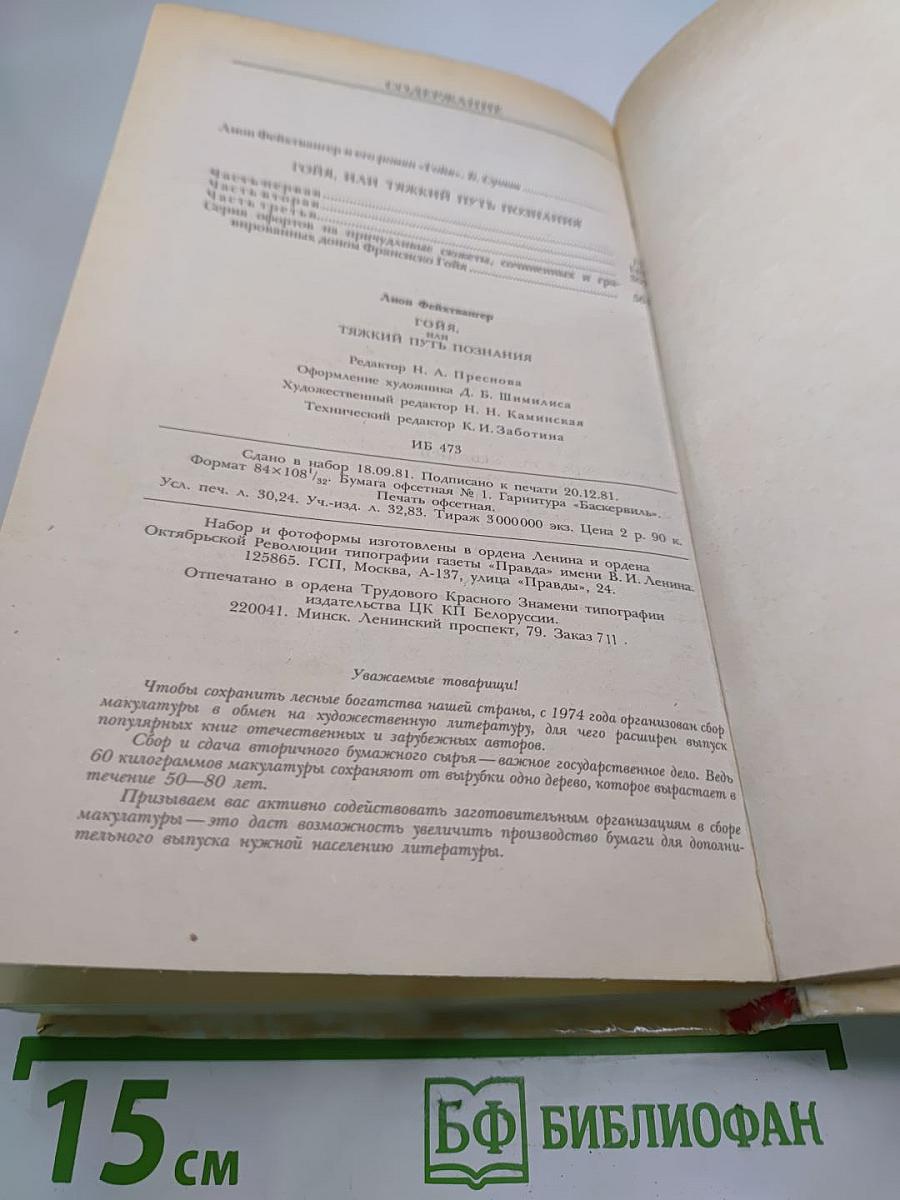 СОДЕРЖАНИЕ
Лион Фейхтвангер и его роман «Гойя». Б. Сучков
ГОЙЯ, ИЛИ ТЯЖКИЙ ПУТЬ ПОЗНАНИЯ
Часть первая
Часть вторая
Часть третья
Серия офортов на причудливые сюжеты, сочиненных и гра-
вированных доном Франсиско Гойя
Лион Фейхтвангер
ГОЙЯ,
ИЛИ
ТЯЖКИЙ ПУТЬ ПОЗНАНИЯ
Редактор Н. А. Преснова
Оформление художника Д. Б. Шимилиса
Художественный редактор Н. Н. Каминская
Технический редактор К. И. Заботина
ИБ 473
Сдано в набор 18.09.81. Подписано к печати 20.12.81.
Формат 84×108¹/₃₂. Бумага офсетная № 1. Гарнитура «Баскервиль».
Печать офсетная.
Усл. печ. л. 30,24. Уч.-изд. л. 32,83. Тираж 3 000 000 экз. Цена 2 р. 90 к.
Набор и фотоформы изготовлены в ордена Ленина и ордена
Октябрьской Революции типографии газеты «Правда» имени В. И. Ленина.
125865. ГСП, Москва, А-137, улица «Правды», 24.
Отпечатано в ордена Трудового Красного Знамени типографии
издательства ЦК КП Белоруссии.
220041. Минск. Ленинский проспект, 79. Заказ 711 .
Уважаемые товарищи!
Чтобы сохранить лесные богатства нашей страны, с 1974 года организован сбор
макулатуры в обмен на художественную литературу, для чего расширен выпуск
популярных книг отечественных и зарубежных авторов.
Сбор и сдача вторичного бумажного сырья — важное государственное дело. Ведь
60 килограммов макулатуры сохраняют от вырубки одно дерево, которое вырастает в
течение 50—80 лет.
Призываем вас активно содействовать заготовительным организациям в сборе
макулатуры — это даст возможность увеличить производство бумаги для дополни-
тельного выпуска нужной населению литературы.
15 см
БФ БИБЛИОФАН